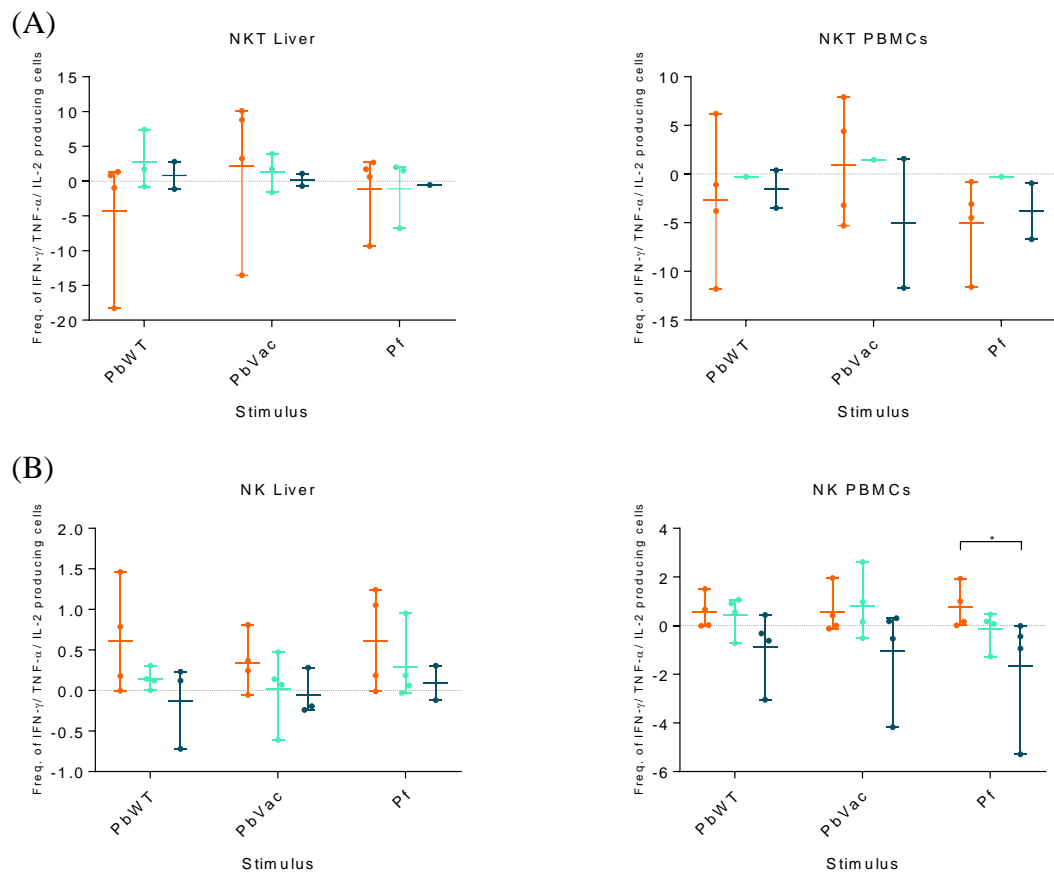 (A)
NKT Liver
Freq. of IFN-γ/ TNF-α/ IL-2 producing cells
15
10
5
0
-5
-10
-15
-20
PbWT
PbVac
Pf
Stimulus
NKT PBMCs
Freq. of IFN-γ/ TNF-α/ IL-2 producing cells
10
5
0
-5
-10
-15
PbWT
PbVac
Pf
Stimulus
(B)
NK Liver
Freq. of IFN-γ/ TNF-α/ IL-2 producing cells
2.0
1.5
1.0
0.5
0.0
-0.5
-1.0
PbWT
PbVac
Pf
Stimulus
NK PBMCs
Freq. of IFN-γ/ TNF-α/ IL-2 producing cells
4
2
0
-2
-4
-6
*
PbWT
PbVac
Pf
Stimulus